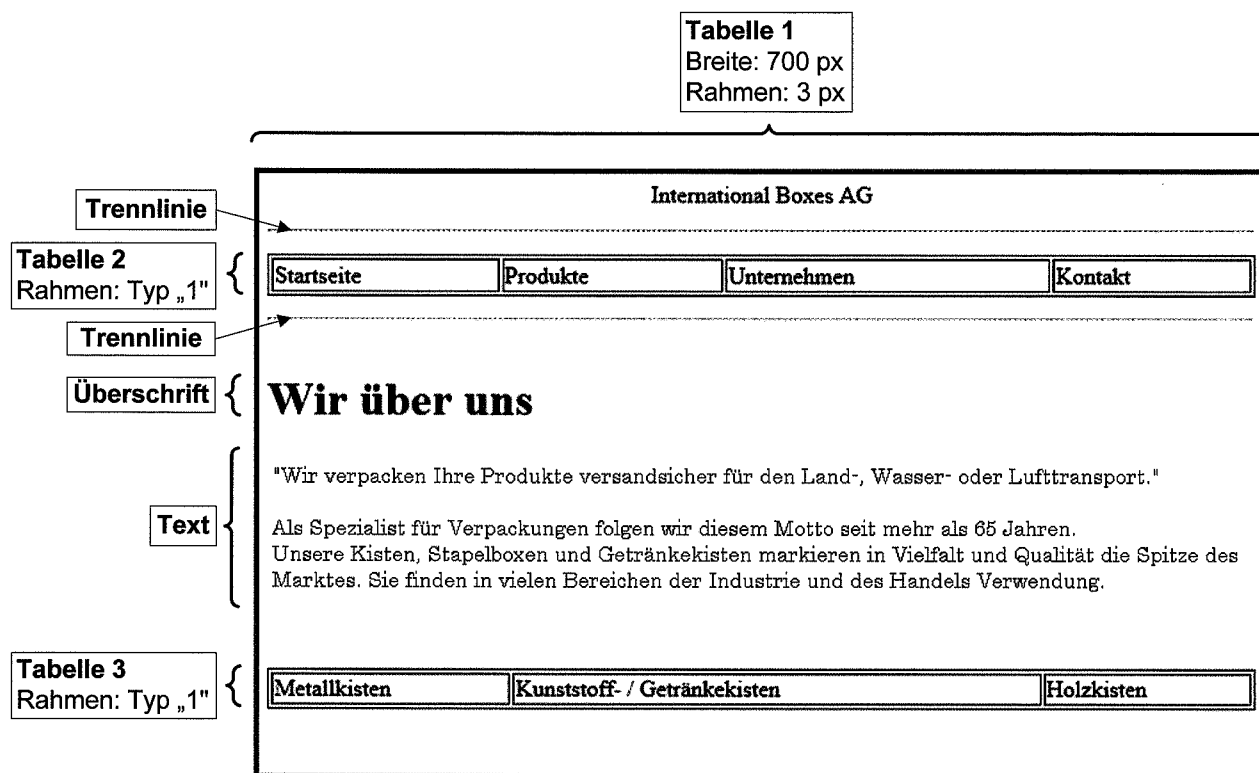 Tabelle 1
Breite: 700 px
Rahmen: 3 px
International Boxes AG
Trennlinie
Tabelle 2
Rahmen: Typ „1"
Startseite Produkte Unternehmen Kontakt
Trennlinie
Überschrift
Wir über uns
Text
"Wir verpacken Ihre Produkte versandsicher für den Land-, Wasser- oder Lufttransport."
Als Spezialist für Verpackungen folgen wir diesem Motto seit mehr als 65 Jahren.
Unsere Kisten, Stapelboxen und Getränkekisten markieren in Vielfalt und Qualität die Spitze des
Marktes. Sie finden in vielen Bereichen der Industrie und des Handels Verwendung.
Tabelle 3
Rahmen: Typ „1"
Metallkisten Kunststoff- / Getränkekisten Holzkisten